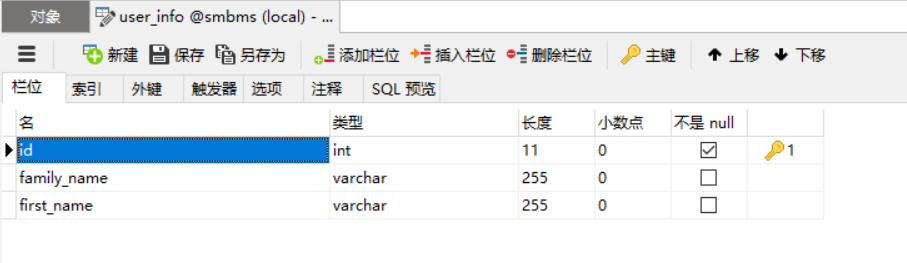 对象 user_info @smbms (local) - ...
新建 保存 另存为 添加栏位 插入栏位 删除栏位 主键 上移 下移
栏位 索引 外键 触发器 选项 注释 SQL 预览
名 类型 长度 小数点 不是 null
id int 11 0 1
family_name varchar 255 0
first_name varchar 255 0